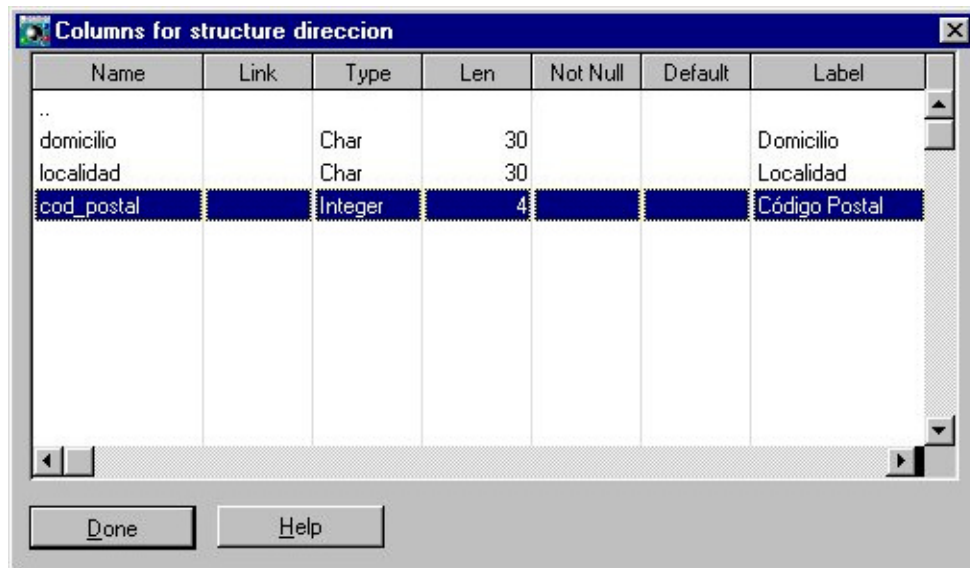 Columns for structure direccion
Name Link Type Len Not Null Default Label
..
domicilio Char 30 Domicilio
localidad Char 30 Localidad
cod_postal Integer 4 Código Postal
Done Help